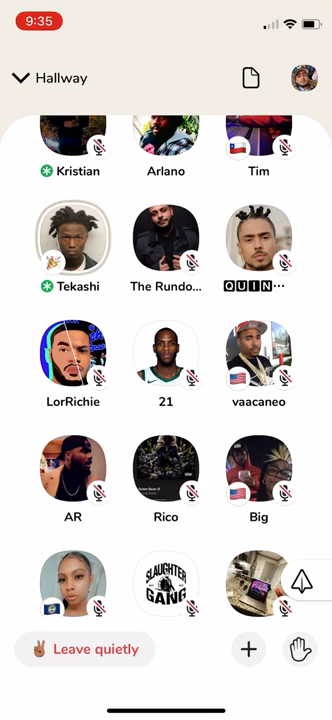 9:35
Hallway
Kristian
Arlano
Tim
Tekashi
The Rundo...
QUIN...
LorRichie
21
vaacaneo
AR
Rico
Big
SLAUGHTER
GANG
Leave quietly